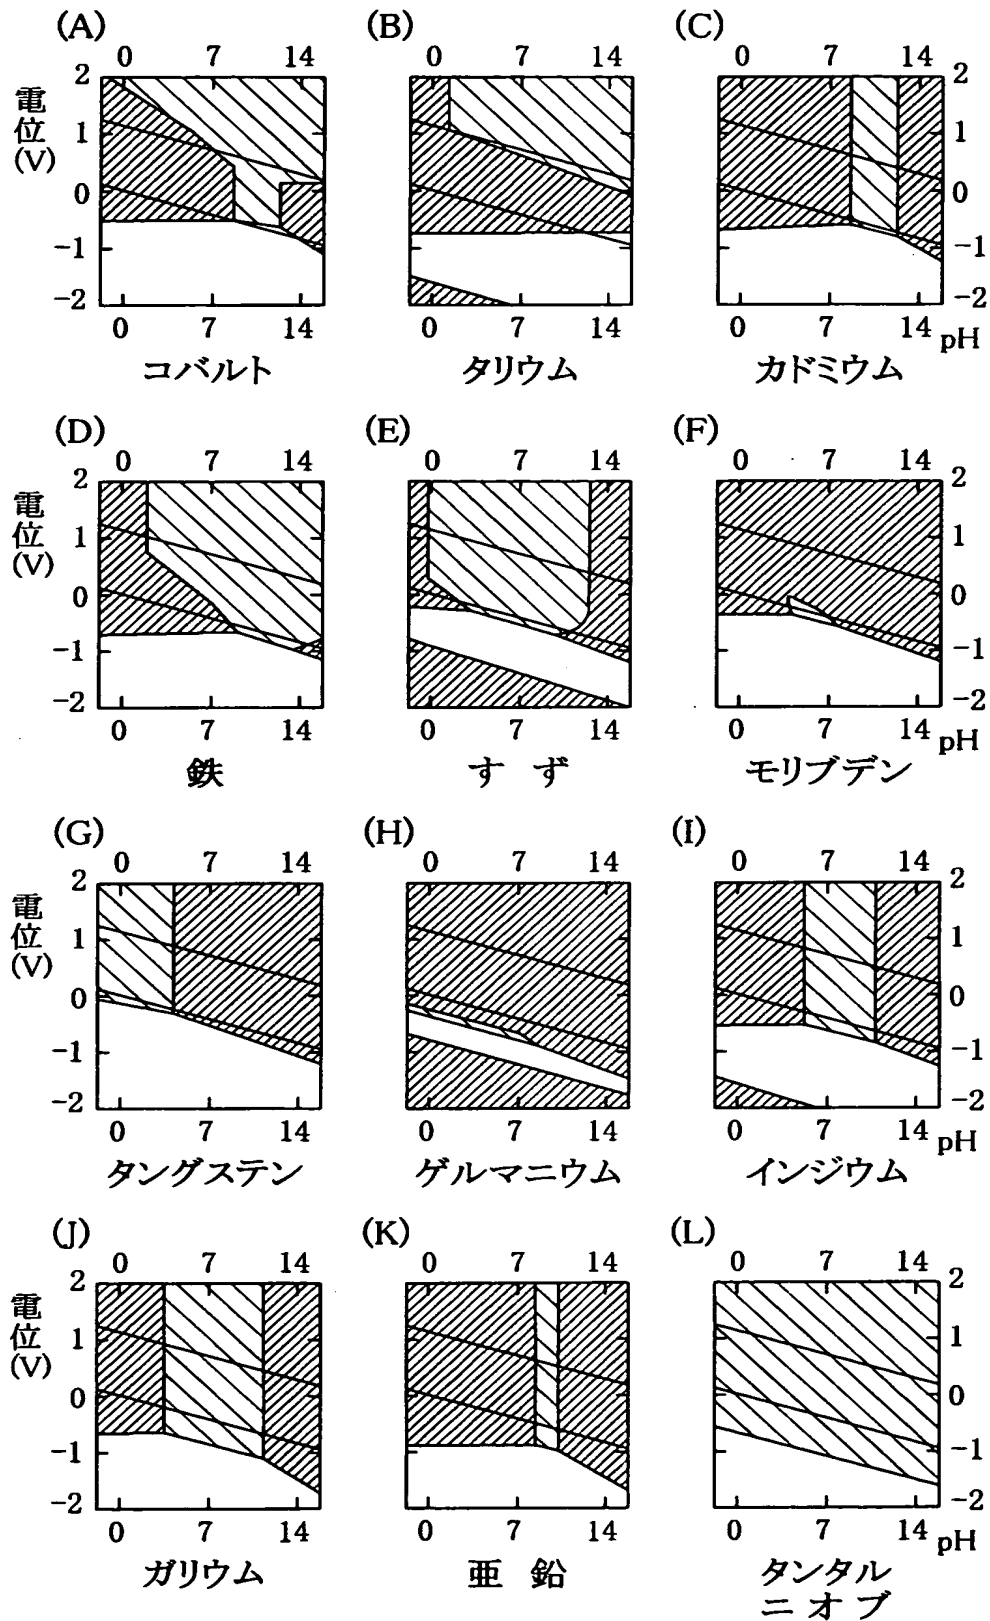 (A) (B) (C)
0 7 14 0 7 14 0 7 14
電位(V) 2 1 0 -1 -2
2 1 0 -1 -2
0 7 14 0 7 14 0 7 14 pH
コバルト タリウム カドミウム
(D) (E) (F)
0 7 14 0 7 14 0 7 14
電位(V) 2 1 0 -1 -2
2 1 0 -1 -2
0 7 14 0 7 14 0 7 14 pH
鉄 すず モリブデン
(G) (H) (I)
0 7 14 0 7 14 0 7 14
電位(V) 2 1 0 -1 -2
2 1 0 -1 -2
0 7 14 0 7 14 0 7 14 pH
タングステン ゲルマニウム インジウム
(J) (K) (L)
0 7 14 0 7 14 0 7 14
電位(V) 2 1 0 -1 -2
2 1 0 -1 -2
0 7 14 0 7 14 0 7 14 pH
ガリウム 亜鉛 タンタル
ニオブ